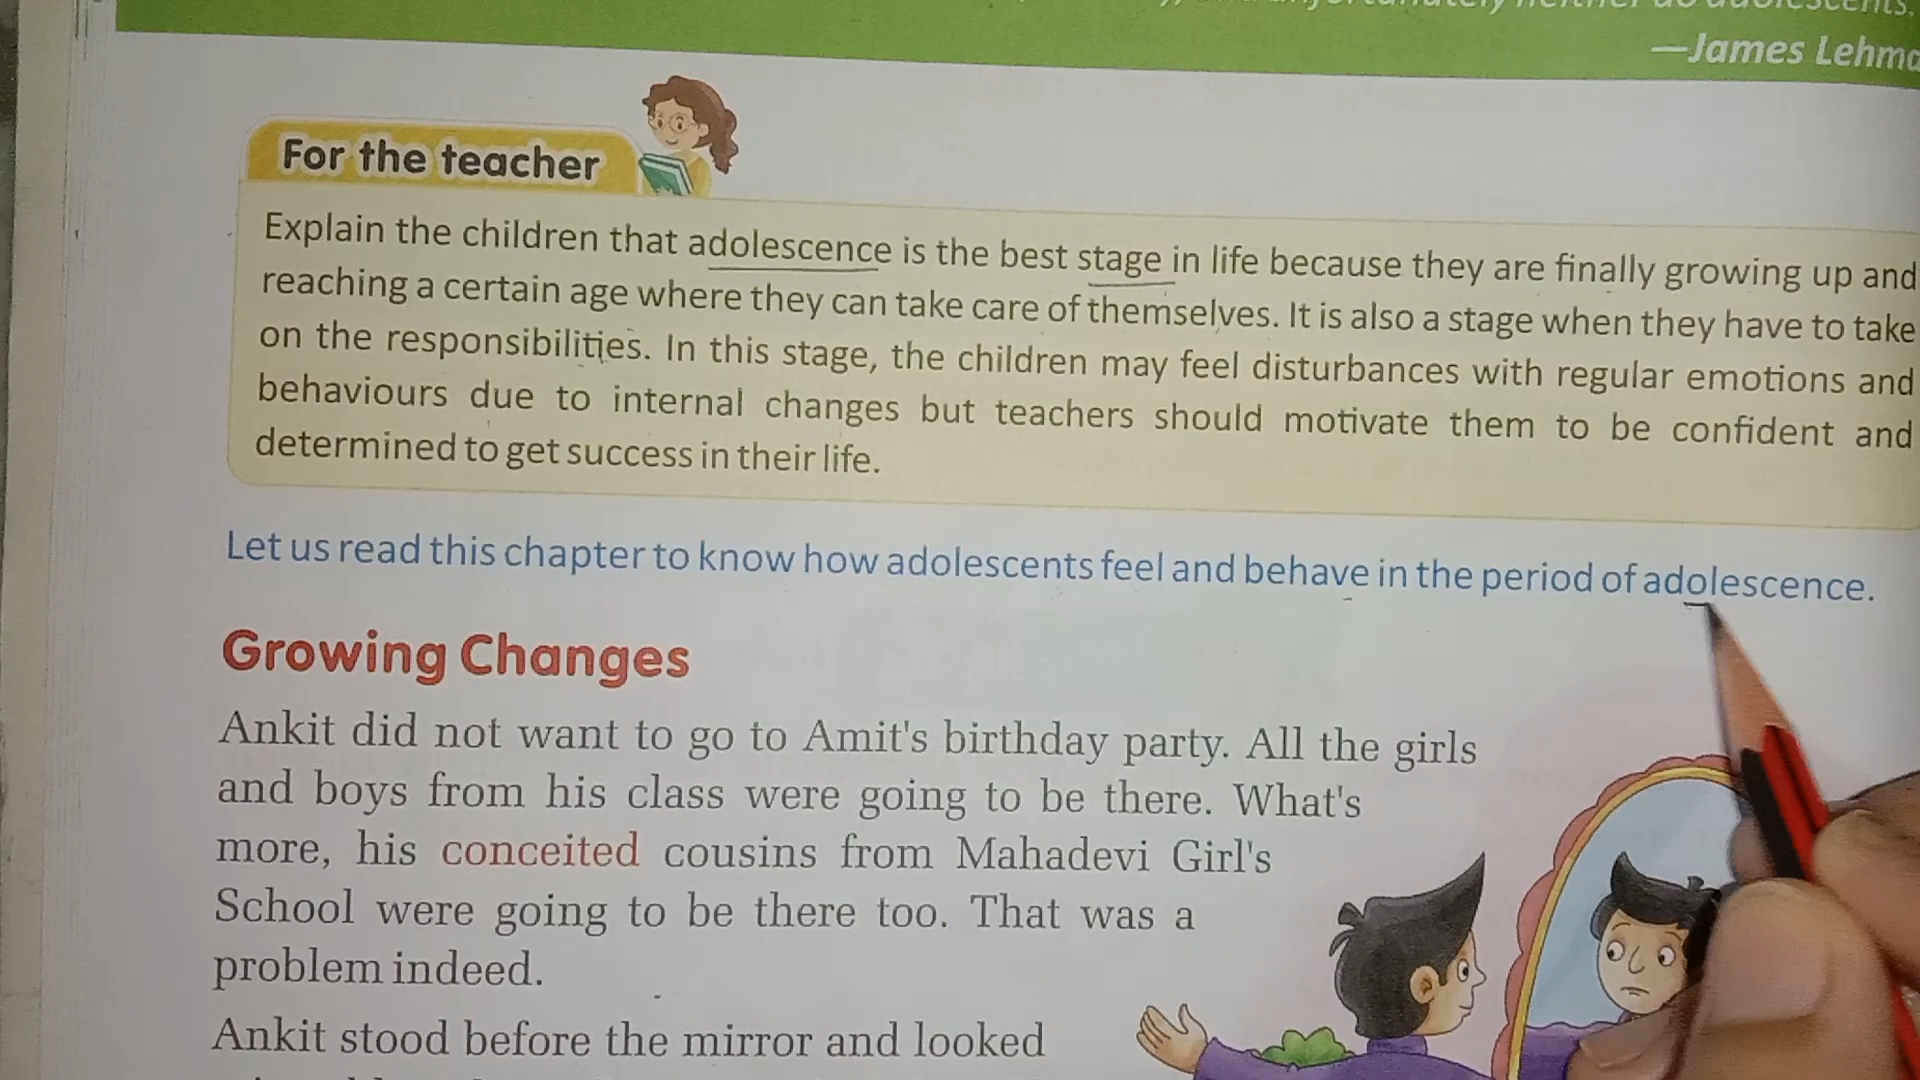 neither do adolescents.
—James Lehma
For the teacher
Explain the children that adolescence is the best stage in life because they are finally growing up and
reaching a certain age where they can take care of themselves. It is also a stage when they have to take
on the responsibilities. In this stage, the children may feel disturbances with regular emotions and
behaviours due to internal changes but teachers should motivate them to be confident and
determined to get success in their life.
Let us read this chapter to know how adolescents feel and behave in the period of adolescence.
Growing Changes
Ankit did not want to go to Amit's birthday party. All the girls
and boys from his class were going to be there. What's
more, his conceited cousins from Mahadevi Girl's
School were going to be there too. That was a
problem indeed.
Ankit stood before the mirror and looked